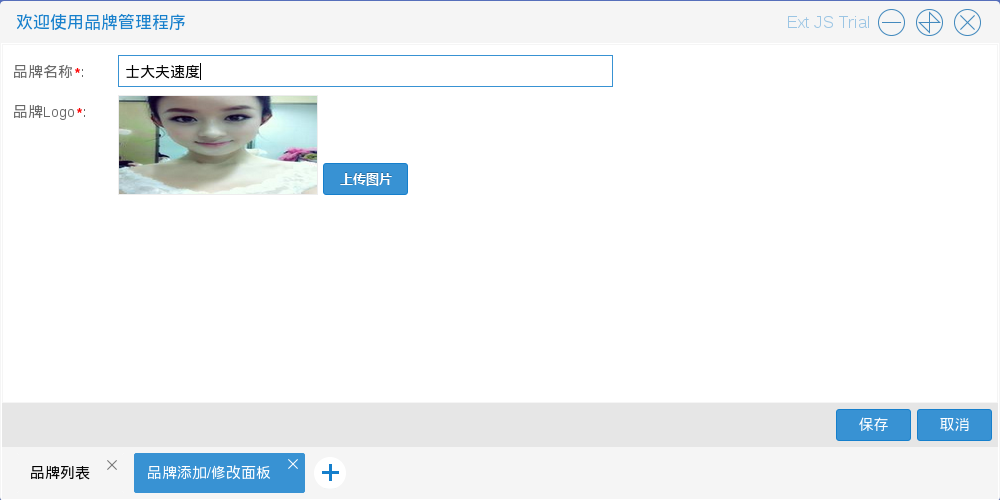 欢迎使用品牌管理程序
Ext JS Trial
品牌名称*:
士大夫速度
品牌Logo*:
上传图片
保存
取消
品牌列表
品牌添加/修改面板